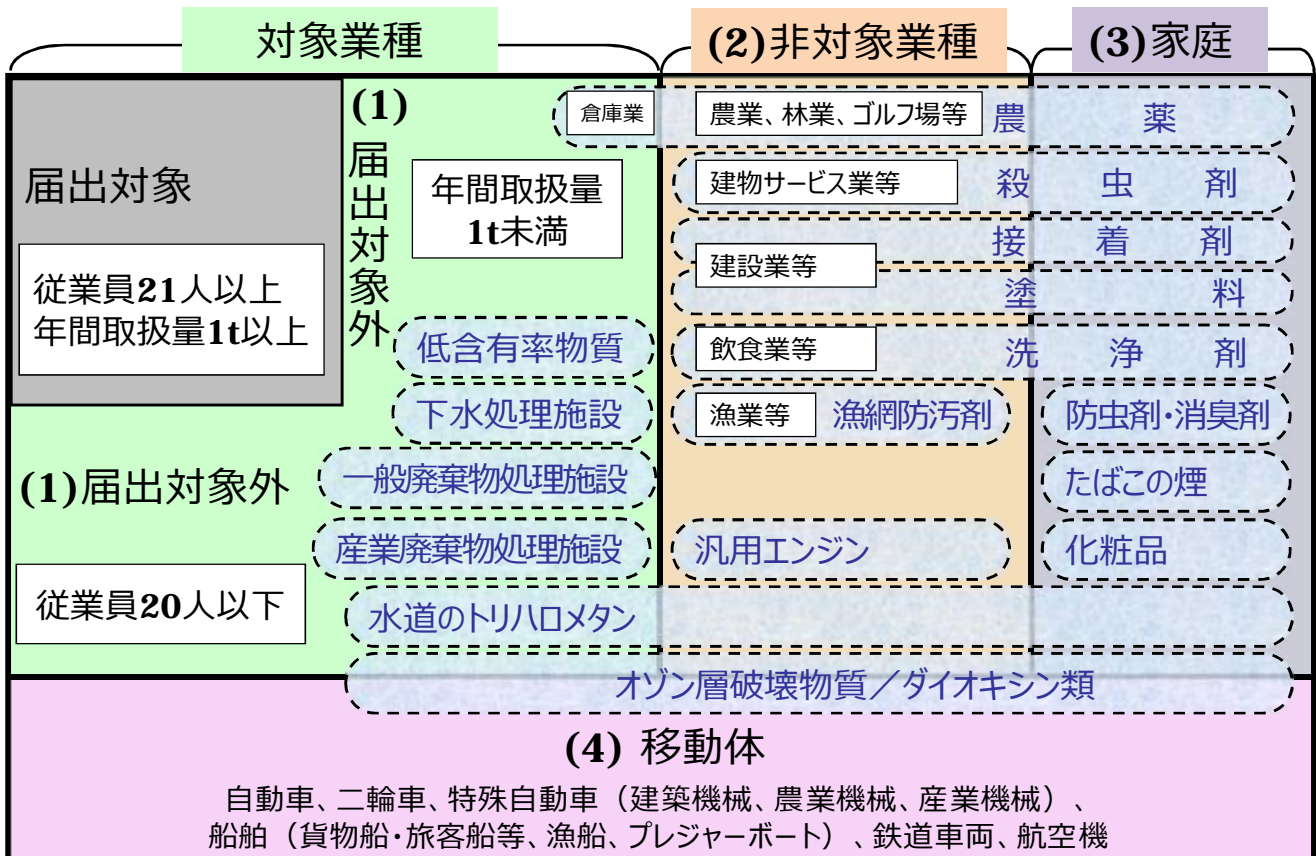 対象業種
(2)非対象業種
(3)家庭
届出対象
従業員21人以上
年間取扱量1t以上
(1)
届出対象外
年間取扱量
1t未満
倉庫業
農業、林業、ゴルフ場等
農薬
建物サービス業等
殺虫剤
接着剤
建設業等
塗料
低含有率物質
飲食業等
洗浄剤
下水処理施設
漁業等
漁網防汚剤
防虫剤・消臭剤
(1)届出対象外
一般廃棄物処理施設
たばこの煙
産業廃棄物処理施設
汎用エンジン
化粧品
従業員20人以下
水道のトリハロメタン
オゾン層破壊物質／ダイオキシン類
(4) 移動体
自動車、二輪車、特殊自動車（建築機械、農業機械、産業機械）、
船舶（貨物船・旅客船等、漁船、プレジャーボート）、鉄道車両、航空機